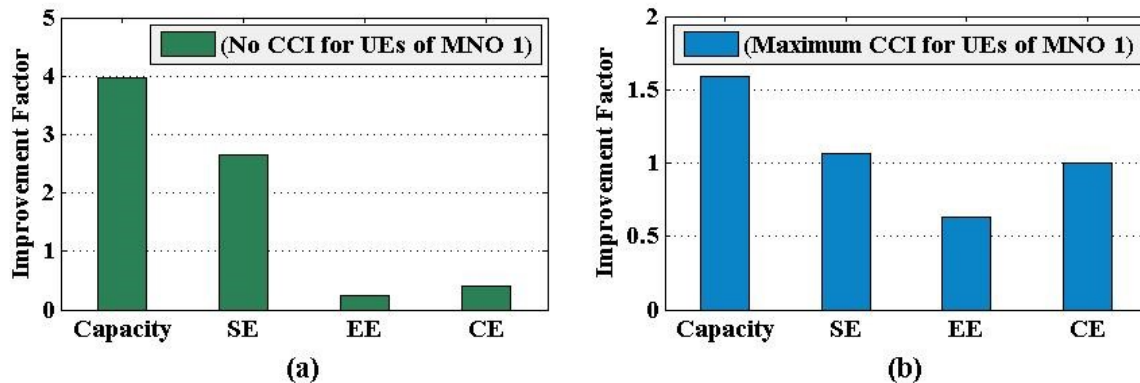 5
4
3
2
1
0
Improvement Factor
(No CCI for UEs of MNO 1)
Capacity SE EE CE
(a)
2
1.5
1
0.5
0
Improvement Factor
(Maximum CCI for UEs of MNO 1)
Capacity SE EE CE
(b)